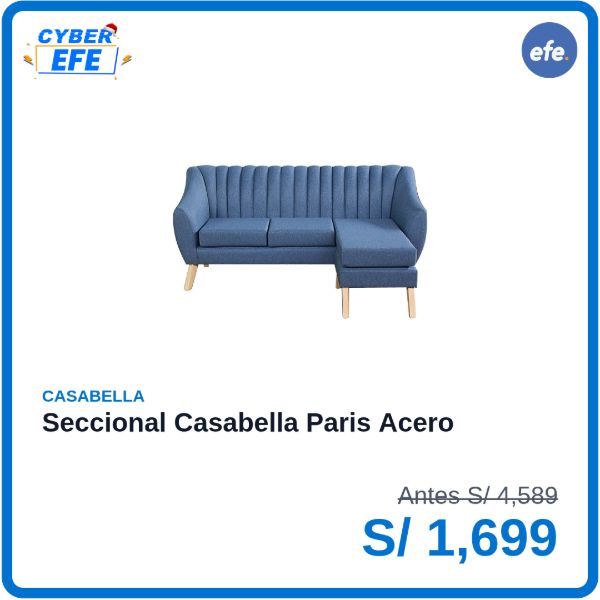 CYBER
EFE
efe.
CASABELLA
Seccional Casabella Paris Acero
Antes S/ 4,589
S/ 1,699